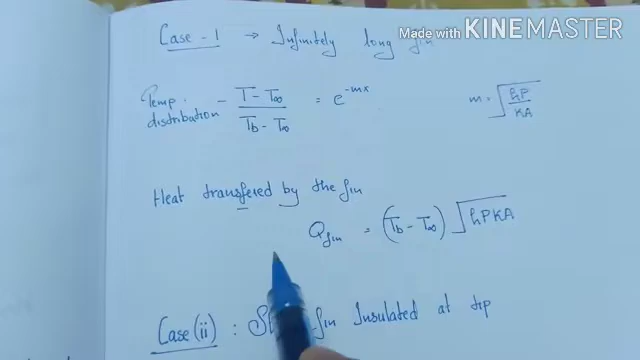 Made with KINEMASTER
Case - 1 → Infinitely long fin
Temp. distribution - (T - T∞)/(Tb - T∞) = e^-mx m = √(hP/KA)
Heat transfered by the fin
Qfin = (Tb - T∞) √hPKA
Case (ii) : fin Insulated at tip